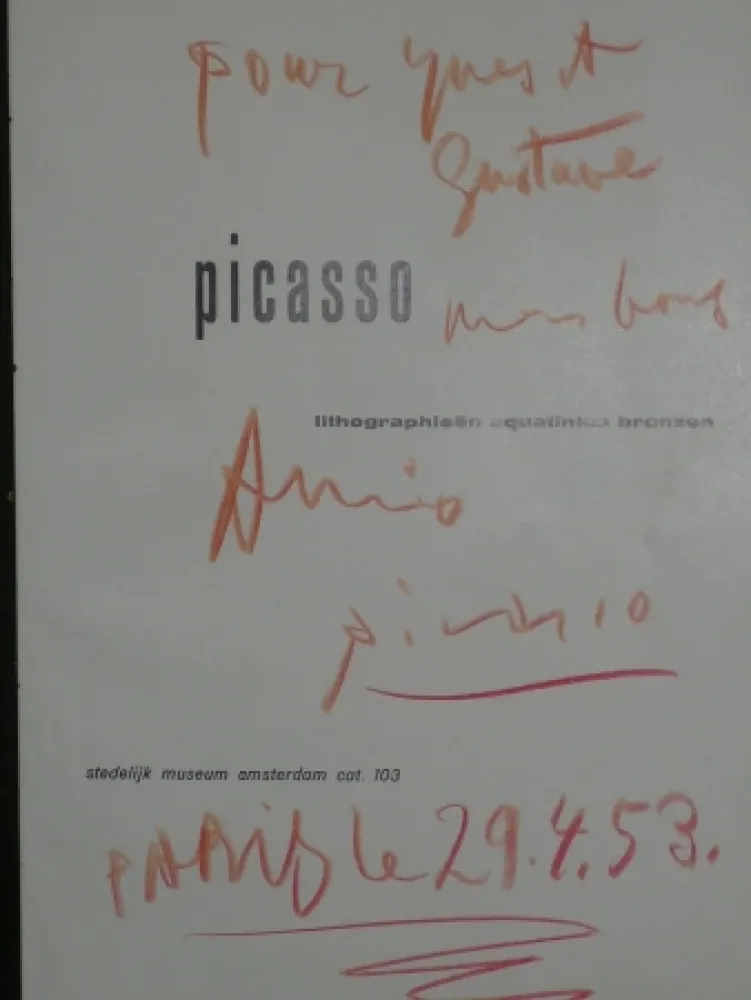 pour yves et
Gustave
picasso mes bons
lithographieën aquatinten bronzen
Amis
picasso
stedelijk museum amsterdam cat. 103
PARIS le 29.4.53.